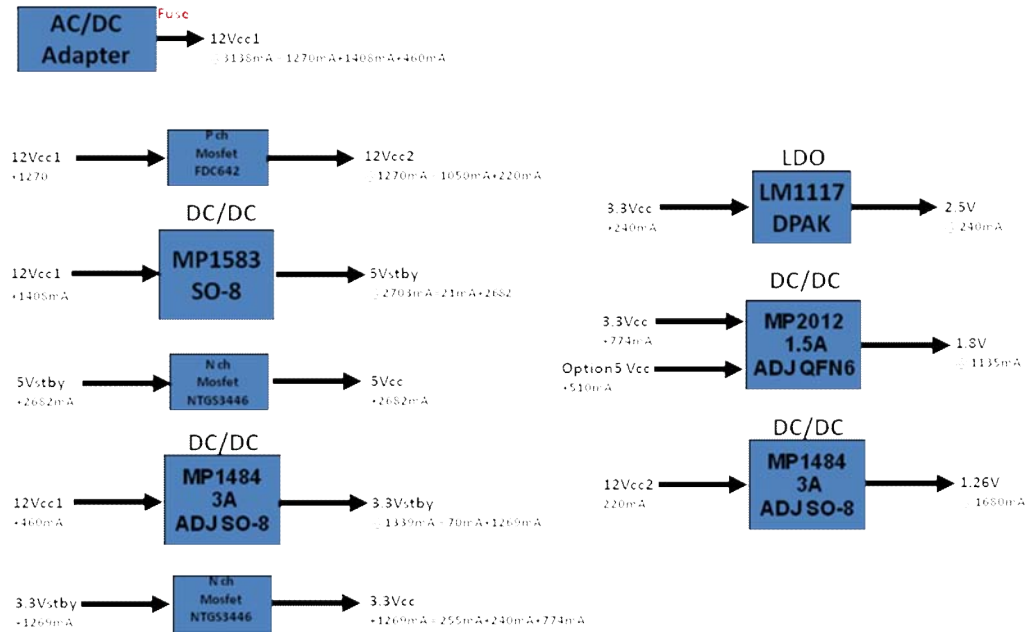 AC/DC
Adapter
Fuse
12Vcc1
3138mA=1270mA+1408mA+460mA
12Vcc1
+1270
P ch
Mosfet
FDC642
12Vcc2
1270mA=1050mA+220mA
DC/DC
12Vcc1
+1408mA
MP1583
SO-8
5Vstby
2703mA=21mA+2682
5Vstby
+2682mA
N ch
Mosfet
NTGS3446
5Vcc
+2682mA
DC/DC
12Vcc1
+460mA
MP1484
3A
ADJ SO-8
3.3Vstby
1339mA=70mA+1269mA
3.3Vstby
+1269mA
N ch
Mosfet
NTGS3446
3.3Vcc
+1269mA=255mA+240mA+774mA
LDO
3.3Vcc
+240mA
LM1117
DPAK
2.5V
240mA
DC/DC
3.3Vcc
+774mA
Option5 Vcc
+510mA
MP2012
1.5A
ADJ QFN6
1.8V
1135mA
DC/DC
12Vcc2
220mA
MP1484
3A
ADJ SO-8
1.26V
1680mA